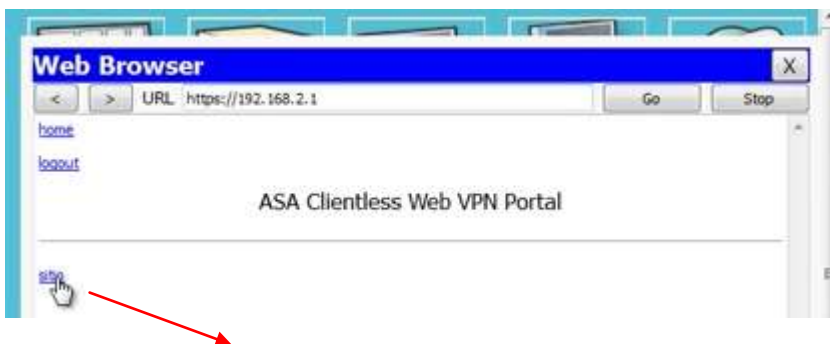 Web Browser X
< > URL https://192.168.2.1 Go Stop
home
logout
ASA Clientless Web VPN Portal